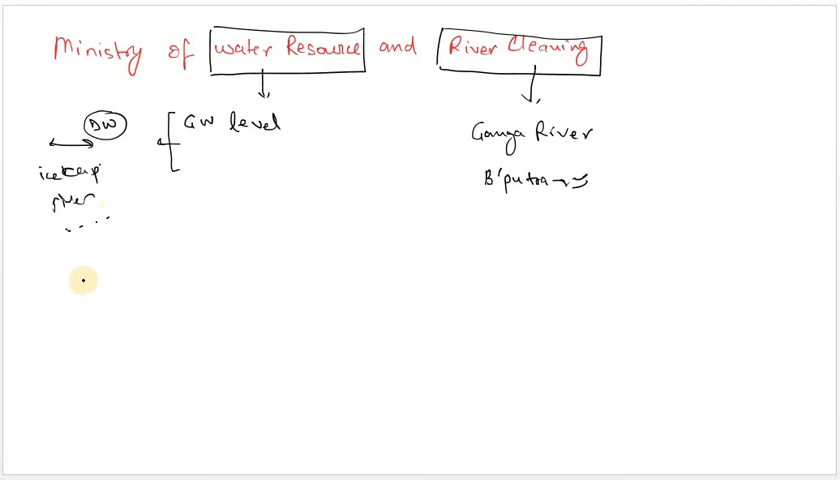 Ministry of Water Resource and River Cleaning
DW
GW level
Ganga River
icecap
river
B'putra